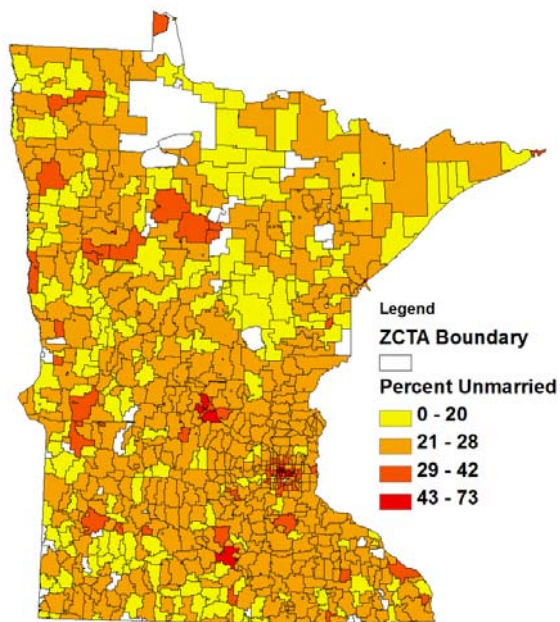 Legend
ZCTA Boundary
Percent Unmarried
0 - 20
21 - 28
29 - 42
43 - 73